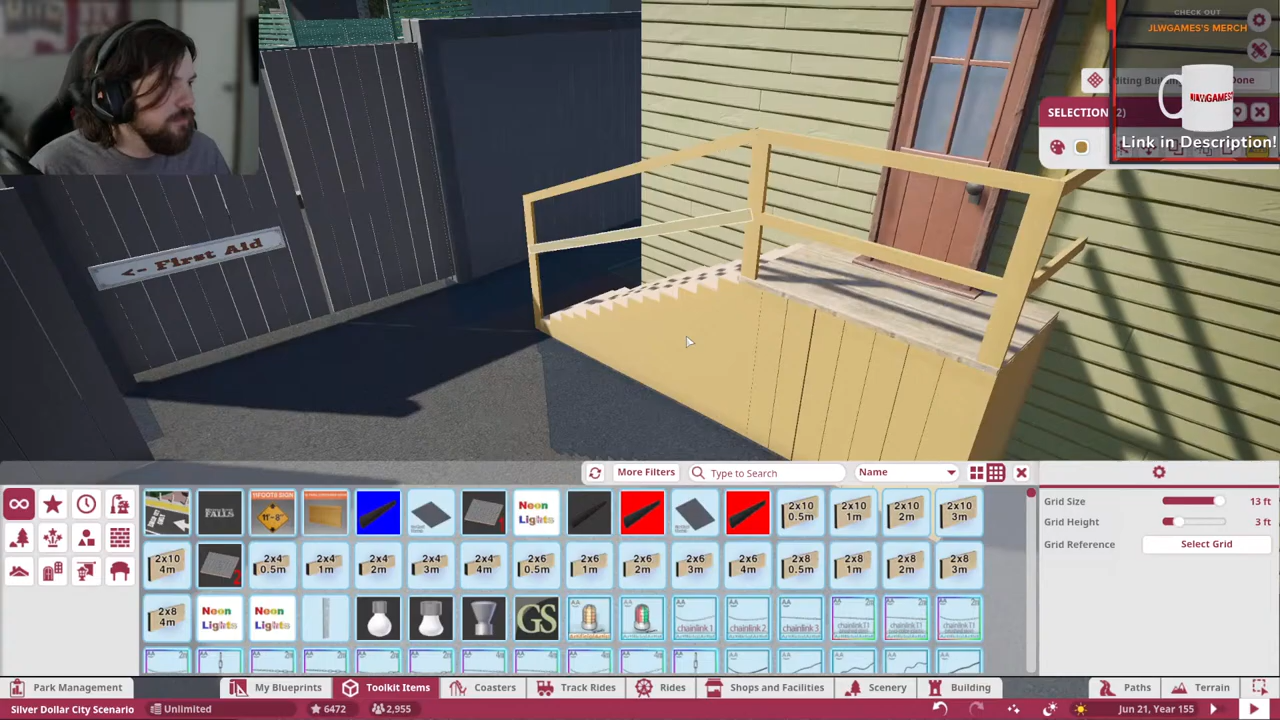 CHECK OUT
JLWGAMES'S MERCH
Editing Buildin
Done
SELECTION
2)
JLWGAMES
Link in Description!
<- First Aid
More Filters
Type to Search
Name
FALLS
11'-8"
Neon
Lights
2x10
0.5m
2x10
1m
2x10
2m
2x10
3m
Grid Size
13 ft
Grid Height
3 ft
Grid Reference
Select Grid
2x10
4m
2x4
0.5m
2x4
1m
2x4
2m
2x4
3m
2x4
4m
2x6
0.5m
2x6
1m
2x6
2m
2x6
3m
2x6
4m
2x8
0.5m
2x8
1m
2x8
2m
2x8
3m
2x8
4m
Neon
Lights
Neon
Lights
GS
chainlink 1
chainlink 2
chainlink 3
Park Management
My Blueprints
Toolkit Items
Coasters
Track Rides
Rides
Shops and Facilities
Scenery
Building
Paths
Terrain
Silver Dollar City Scenario
Unlimited
6472
2,955
Jun 21, Year 155